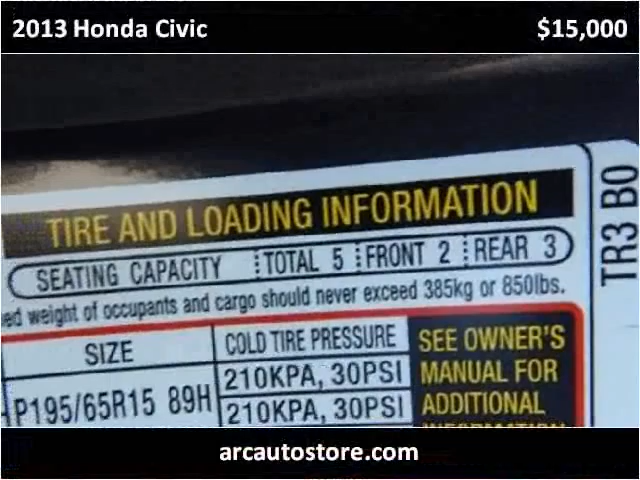 2013 Honda Civic $15,000
TIRE AND LOADING INFORMATION
SEATING CAPACITY TOTAL 5 FRONT 2 REAR 3
weight of occupants and cargo should never exceed 385kg or 850lbs.
SIZE COLD TIRE PRESSURE SEE OWNER'S
MANUAL FOR
ADDITIONAL
INFORMATION
P195/65R15 89H 210KPA, 30PSI
210KPA, 30PSI
TR3 BO
arcautostore.com